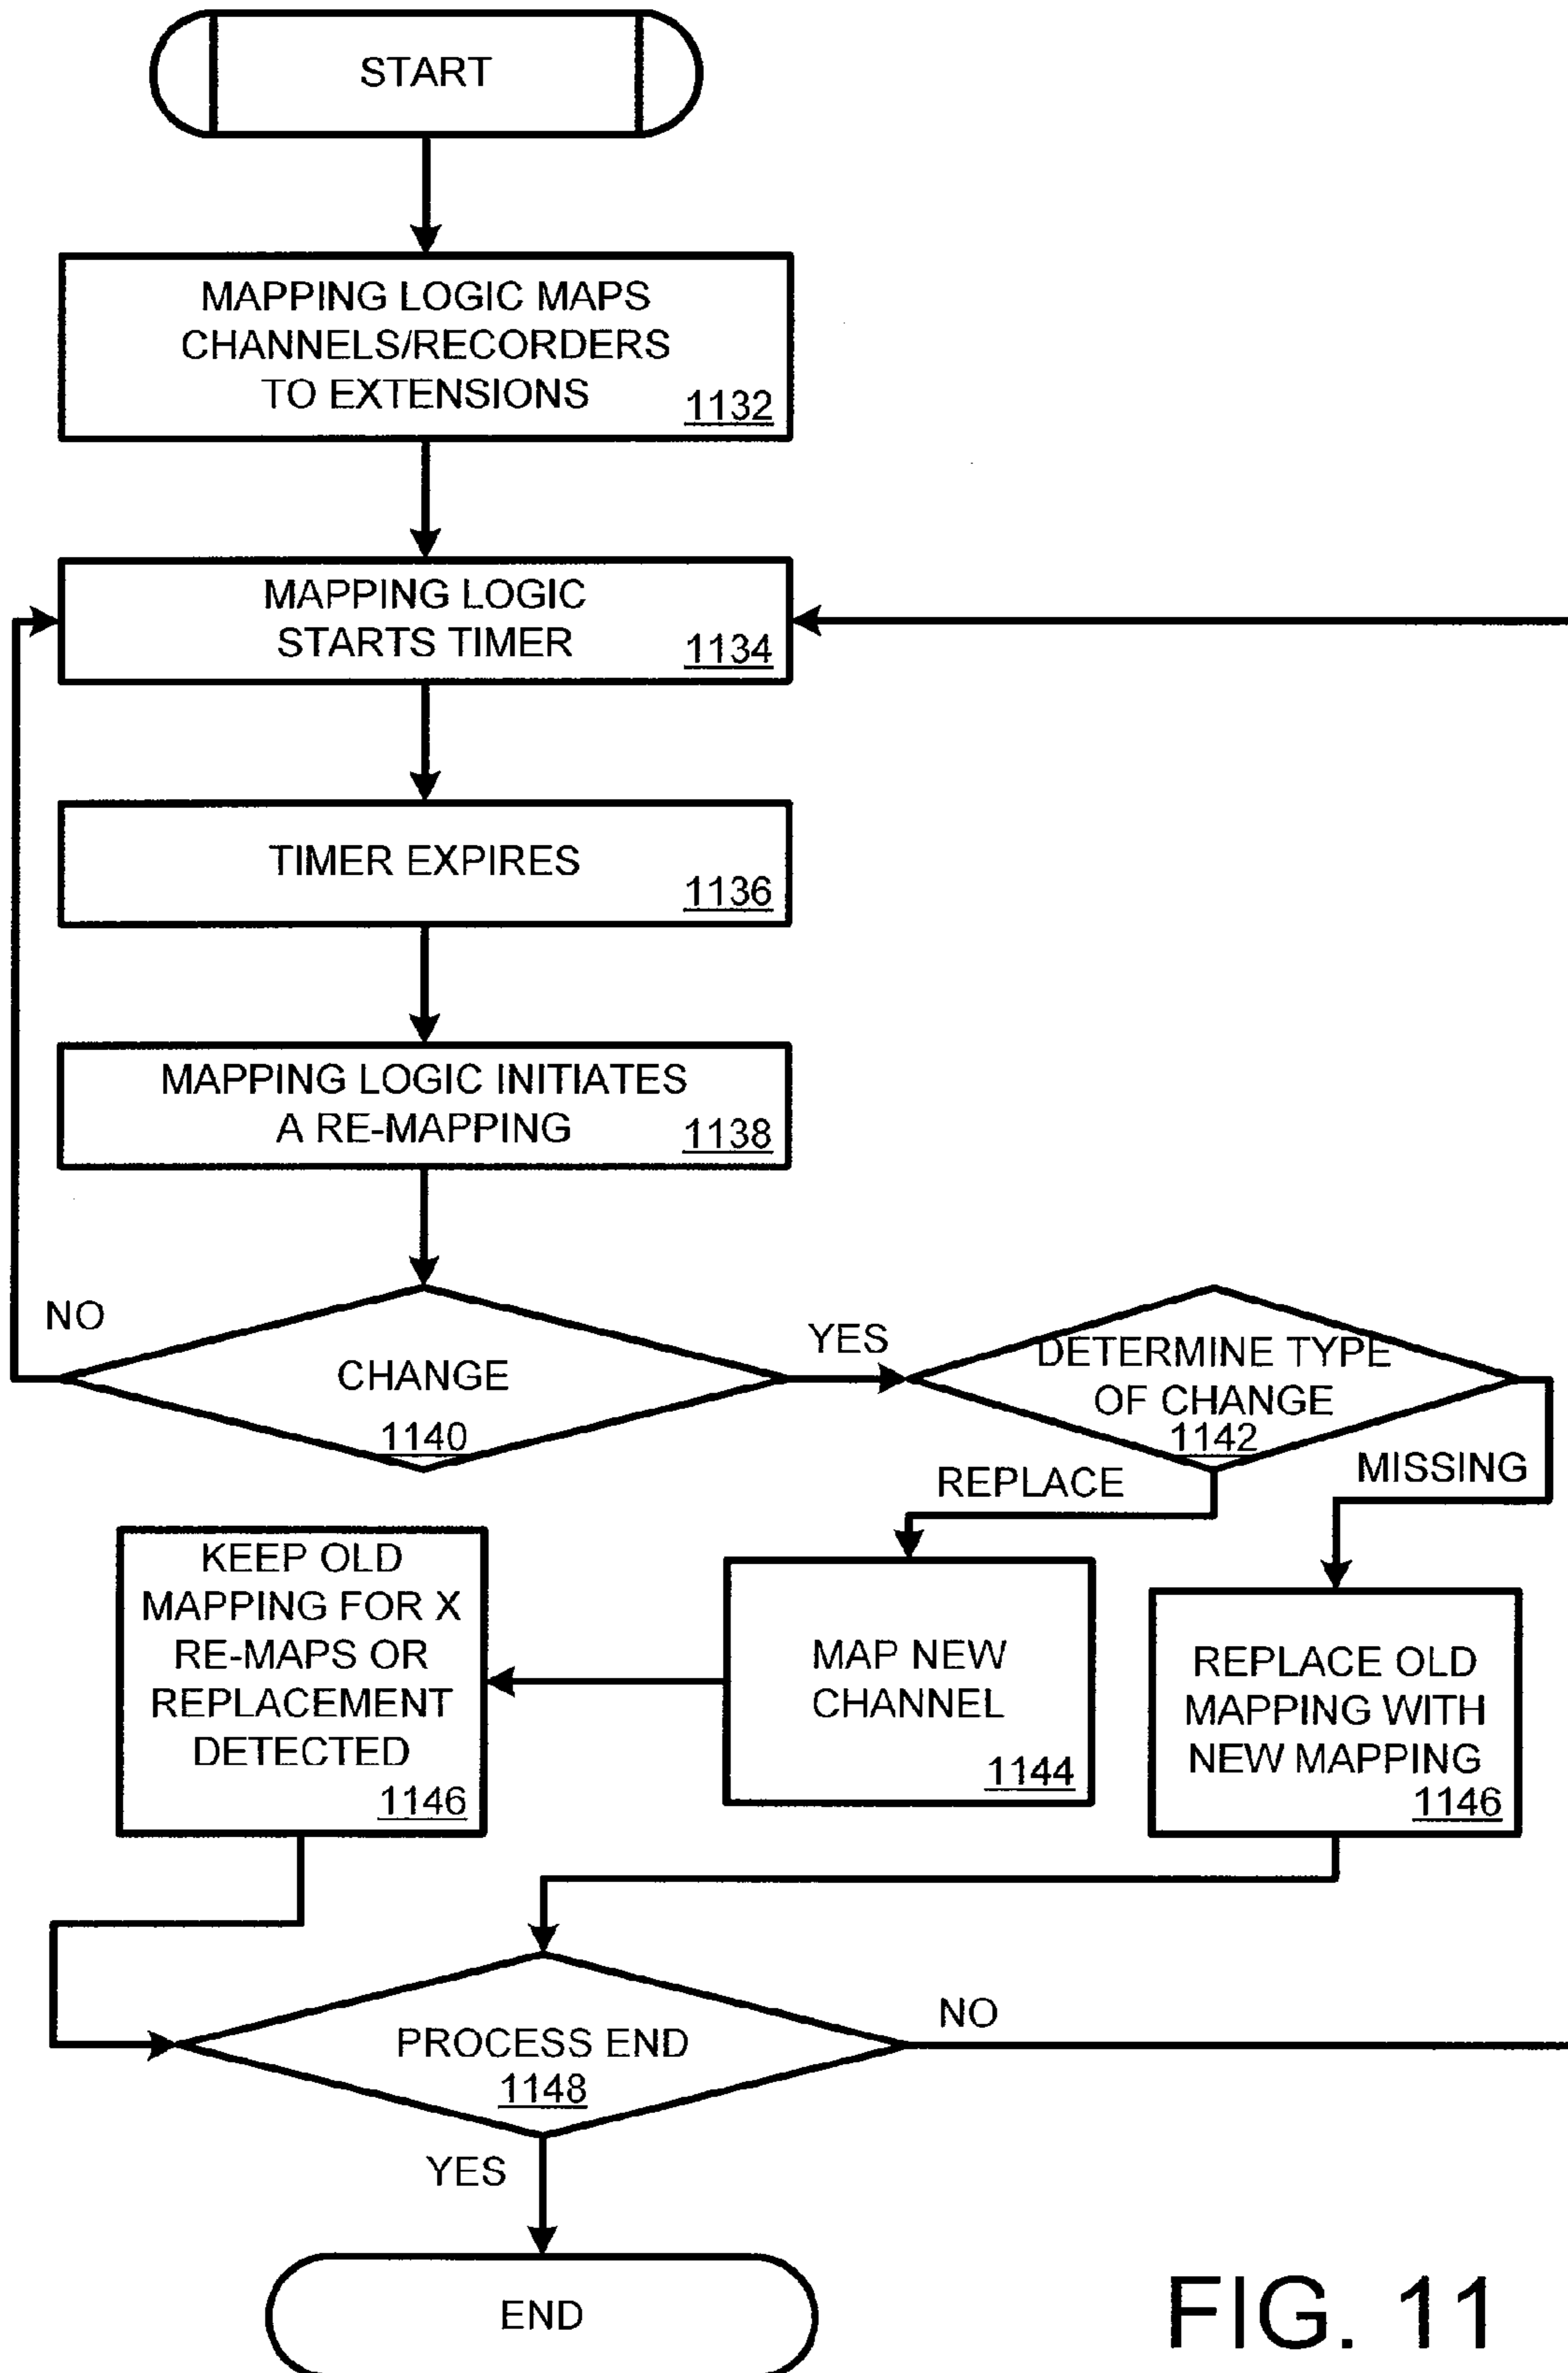 START
MAPPING LOGIC MAPS
CHANNELS/RECORDERS
TO EXTENSIONS
1132
MAPPING LOGIC
STARTS TIMER
1134
TIMER EXPIRES
1136
MAPPING LOGIC INITIATES
A RE-MAPPING
1138
NO
CHANGE
1140
YES
DETERMINE TYPE
OF CHANGE
1142
REPLACE
MISSING
KEEP OLD
MAPPING FOR X
RE-MAPS OR
REPLACEMENT
DETECTED
1146
MAP NEW
CHANNEL
1144
REPLACE OLD
MAPPING WITH
NEW MAPPING
1146
PROCESS END
1148
NO
YES
END
FIG. 11